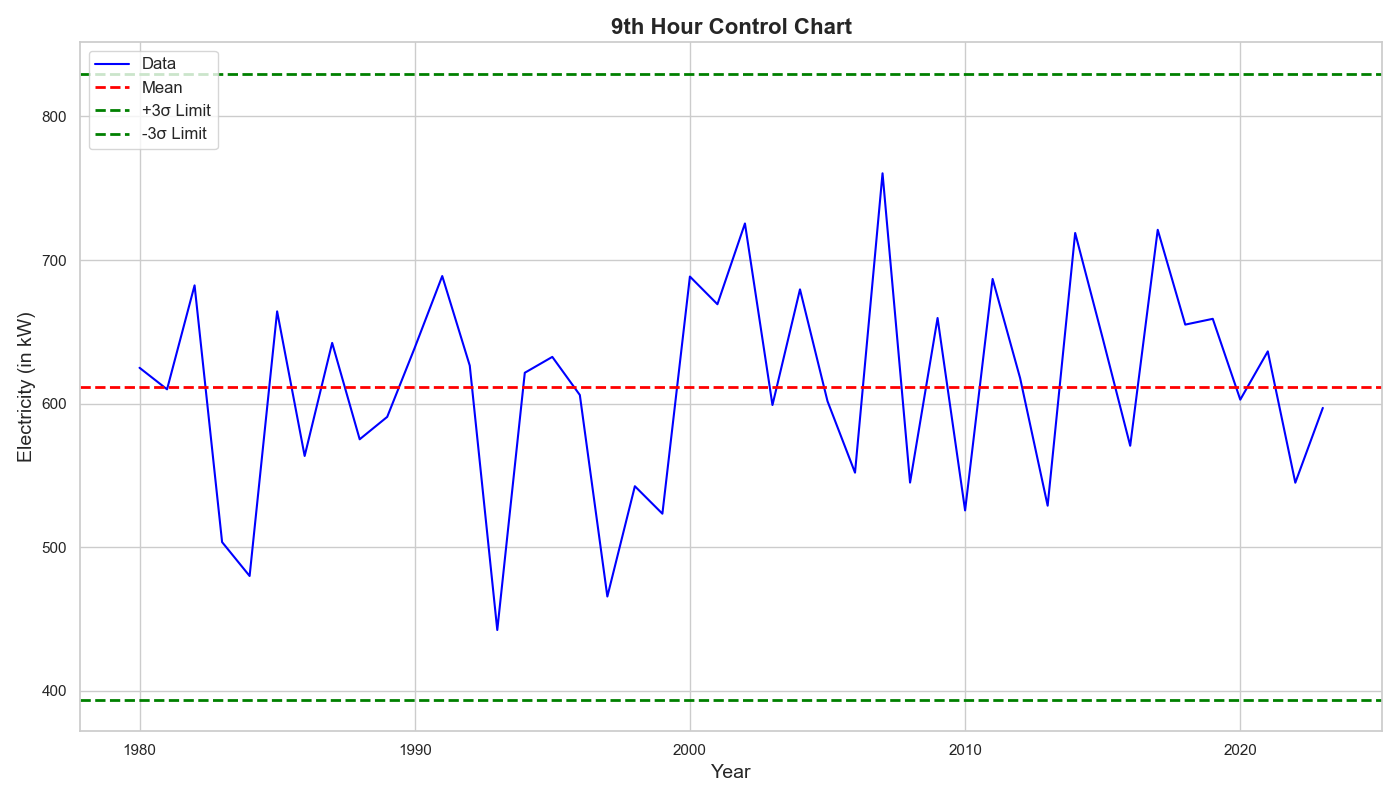 9th Hour Control Chart
Data
Mean
+3σ Limit
-3σ Limit
800
700
600
500
400
Electricity (in kW)
1980
1990
2000
2010
2020
Year